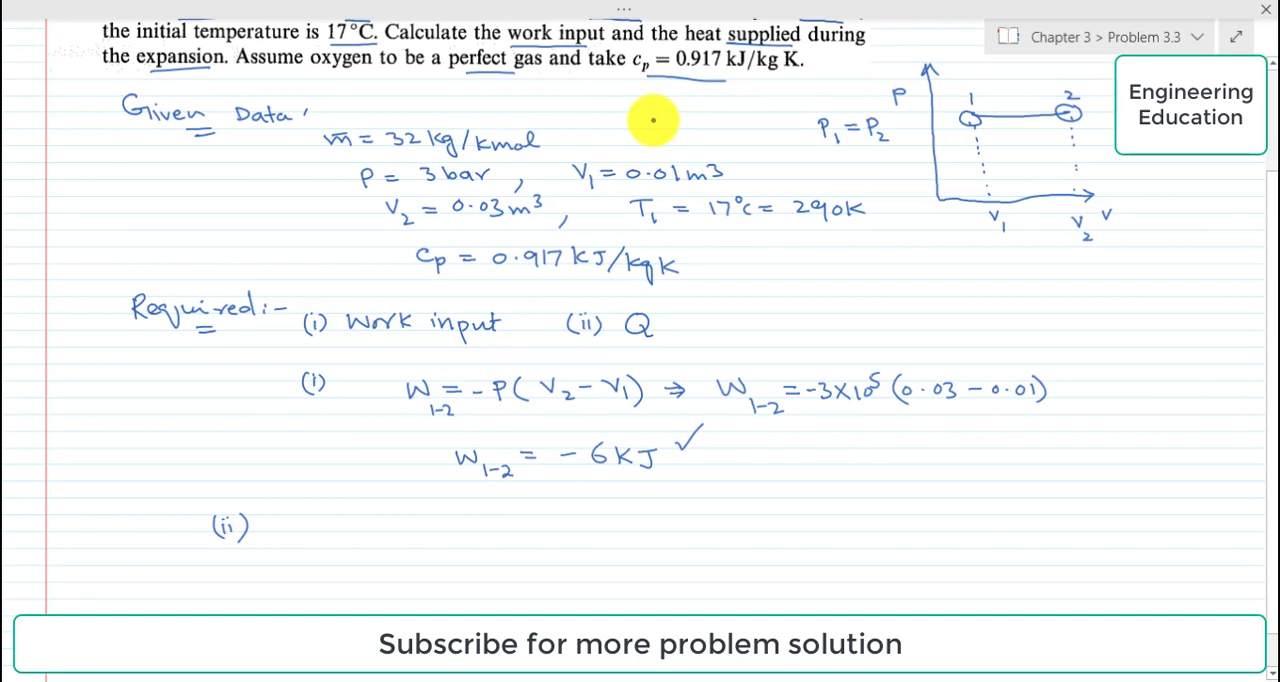 the initial temperature is 17 °C. Calculate the work input and the heat supplied during
the expansion. Assume oxygen to be a perfect gas and take cp = 0.917 kJ/kg K.
Chapter 3 > Problem 3.3
Engineering
Education
Given Data'
m̅ = 32 kg/kmol
P = 3 bar , V1 = 0.01 m3
V2 = 0.03 m3 , T1 = 17°C = 290K
Cp = 0.917 KJ/kgK
P
1 2
P1 = P2
V1 V2 V
Required:-
(i) Work input (ii) Q
(i) W1-2 = -P(V2 - V1) ⇒ W1-2 = -3×10^5 (0.03 - 0.01)
W1-2 = - 6 KJ ✓
(ii)
Subscribe for more problem solution